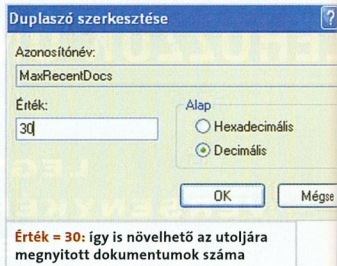 Duplaszó szerkesztése
?
Azonosítónév:
MaxRecentDocs
Érték:
30
Alap
Hexadecimális
Decimális
OK
Mégse
Érték = 30: így is növelhető az utoljára
megnyitott dokumentumok száma